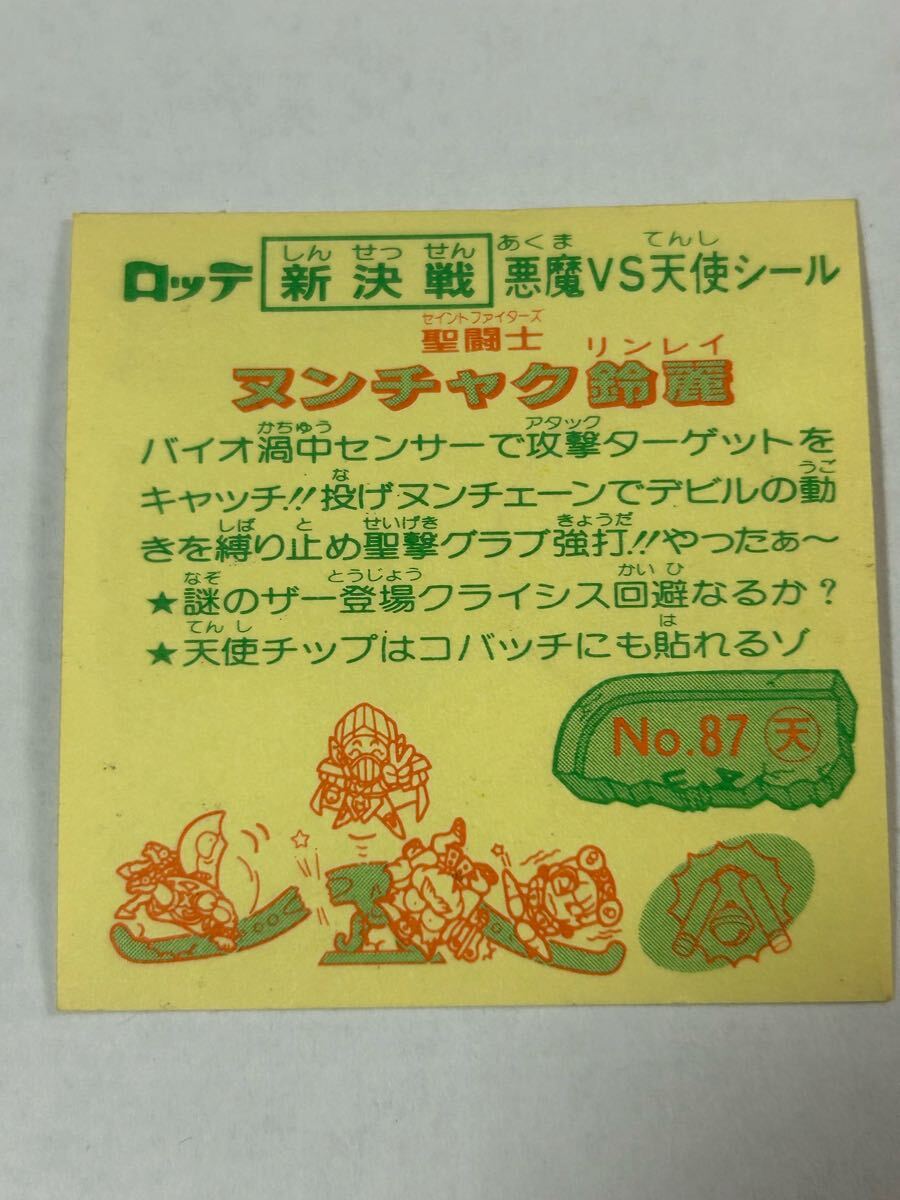 しん せっ せん あくま てんし
ロッテ 新決戦 悪魔VS天使シール
セイントファイターズ
聖闘士 リンレイ
ヌンチャク鈴麗
かちゅう アタック
バイオ渦中センサーで攻撃ターゲットを
な うご
キャッチ!!投げヌンチェーンでデビルの動
しば と せいげき きょうだ
きを縛り止め聖撃グラブ強打!!やったぁ〜
なぞ とうじょう かい ひ
★謎のザー登場クライシス回避なるか?
てん し は
★天使チップはコバッチにも貼れるゾ
No.87 天